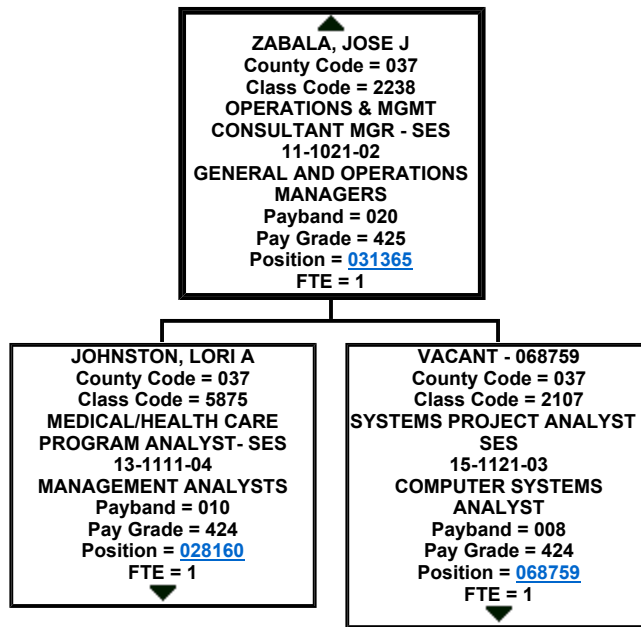 ZABALA, JOSE J
County Code = 037
Class Code = 2238
OPERATIONS & MGMT
CONSULTANT MGR - SES
11-1021-02
GENERAL AND OPERATIONS
MANAGERS
Payband = 020
Pay Grade = 425
Position = 031365
FTE = 1
JOHNSTON, LORI A
County Code = 037
Class Code = 5875
MEDICAL/HEALTH CARE
PROGRAM ANALYST- SES
13-1111-04
MANAGEMENT ANALYSTS
Payband = 010
Pay Grade = 424
Position = 028160
FTE = 1
VACANT - 068759
County Code = 037
Class Code = 2107
SYSTEMS PROJECT ANALYST
SES
15-1121-03
COMPUTER SYSTEMS
ANALYST
Payband = 008
Pay Grade = 424
Position = 068759
FTE = 1